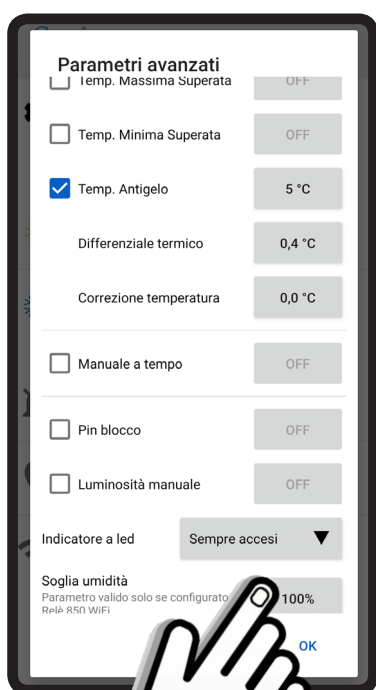 Parametri avanzati
Temp. Massima Superata OFF
Temp. Minima Superata OFF
Temp. Antigelo 5 °C
Differenziale termico 0,4 °C
Correzione temperatura 0,0 °C
Manuale a tempo OFF
Pin blocco OFF
Luminosità manuale OFF
Indicatore a led Sempre accesi
Soglia umidità
Parametro valido solo se configurato 100%
Relè 850 WiFi
OK